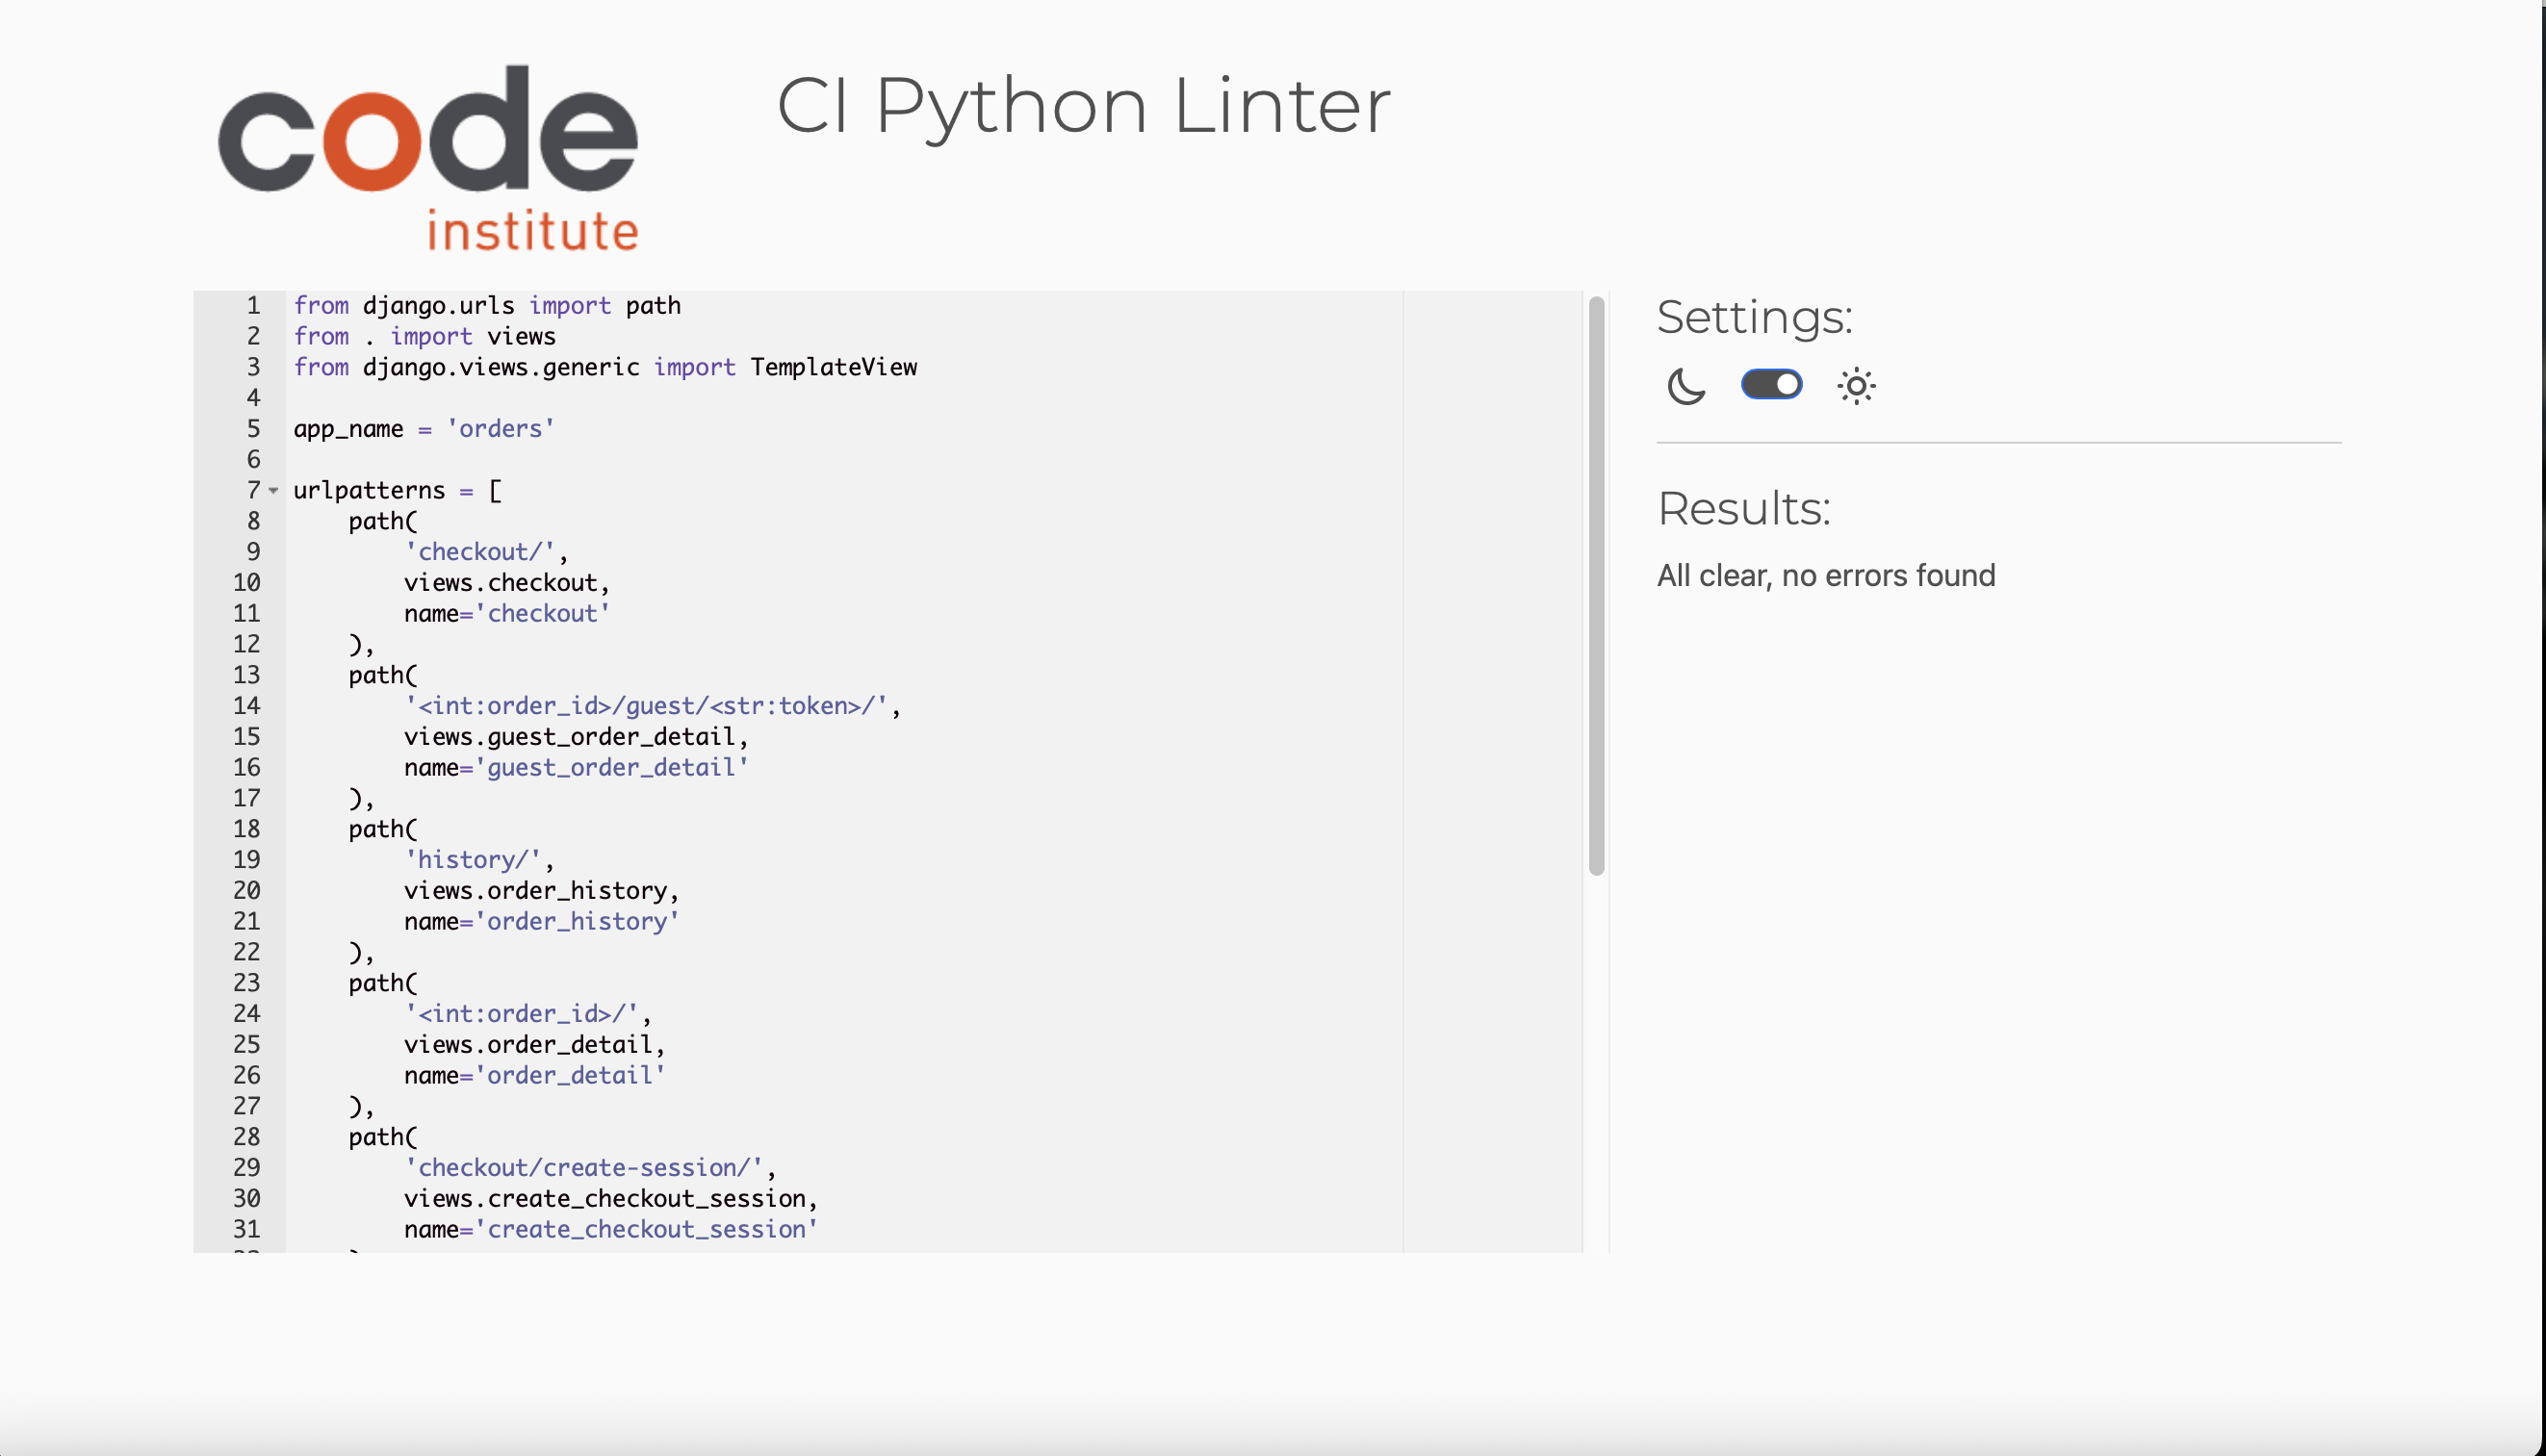 code
institute
CI Python Linter
1 from django.urls import path
2 from . import views
3 from django.views.generic import TemplateView
4
5 app_name = 'orders'
6
7 urlpatterns = [
8     path(
9         'checkout/',
10         views.checkout,
11         name='checkout'
12     ),
13     path(
14         '<int:order_id>/guest/<str:token>/',
15         views.guest_order_detail,
16         name='guest_order_detail'
17     ),
18     path(
19         'history/',
20         views.order_history,
21         name='order_history'
22     ),
23     path(
24         '<int:order_id>/',
25         views.order_detail,
26         name='order_detail'
27     ),
28     path(
29         'checkout/create-session/',
30         views.create_checkout_session,
31         name='create_checkout_session'
Settings:
Results:
All clear, no errors found